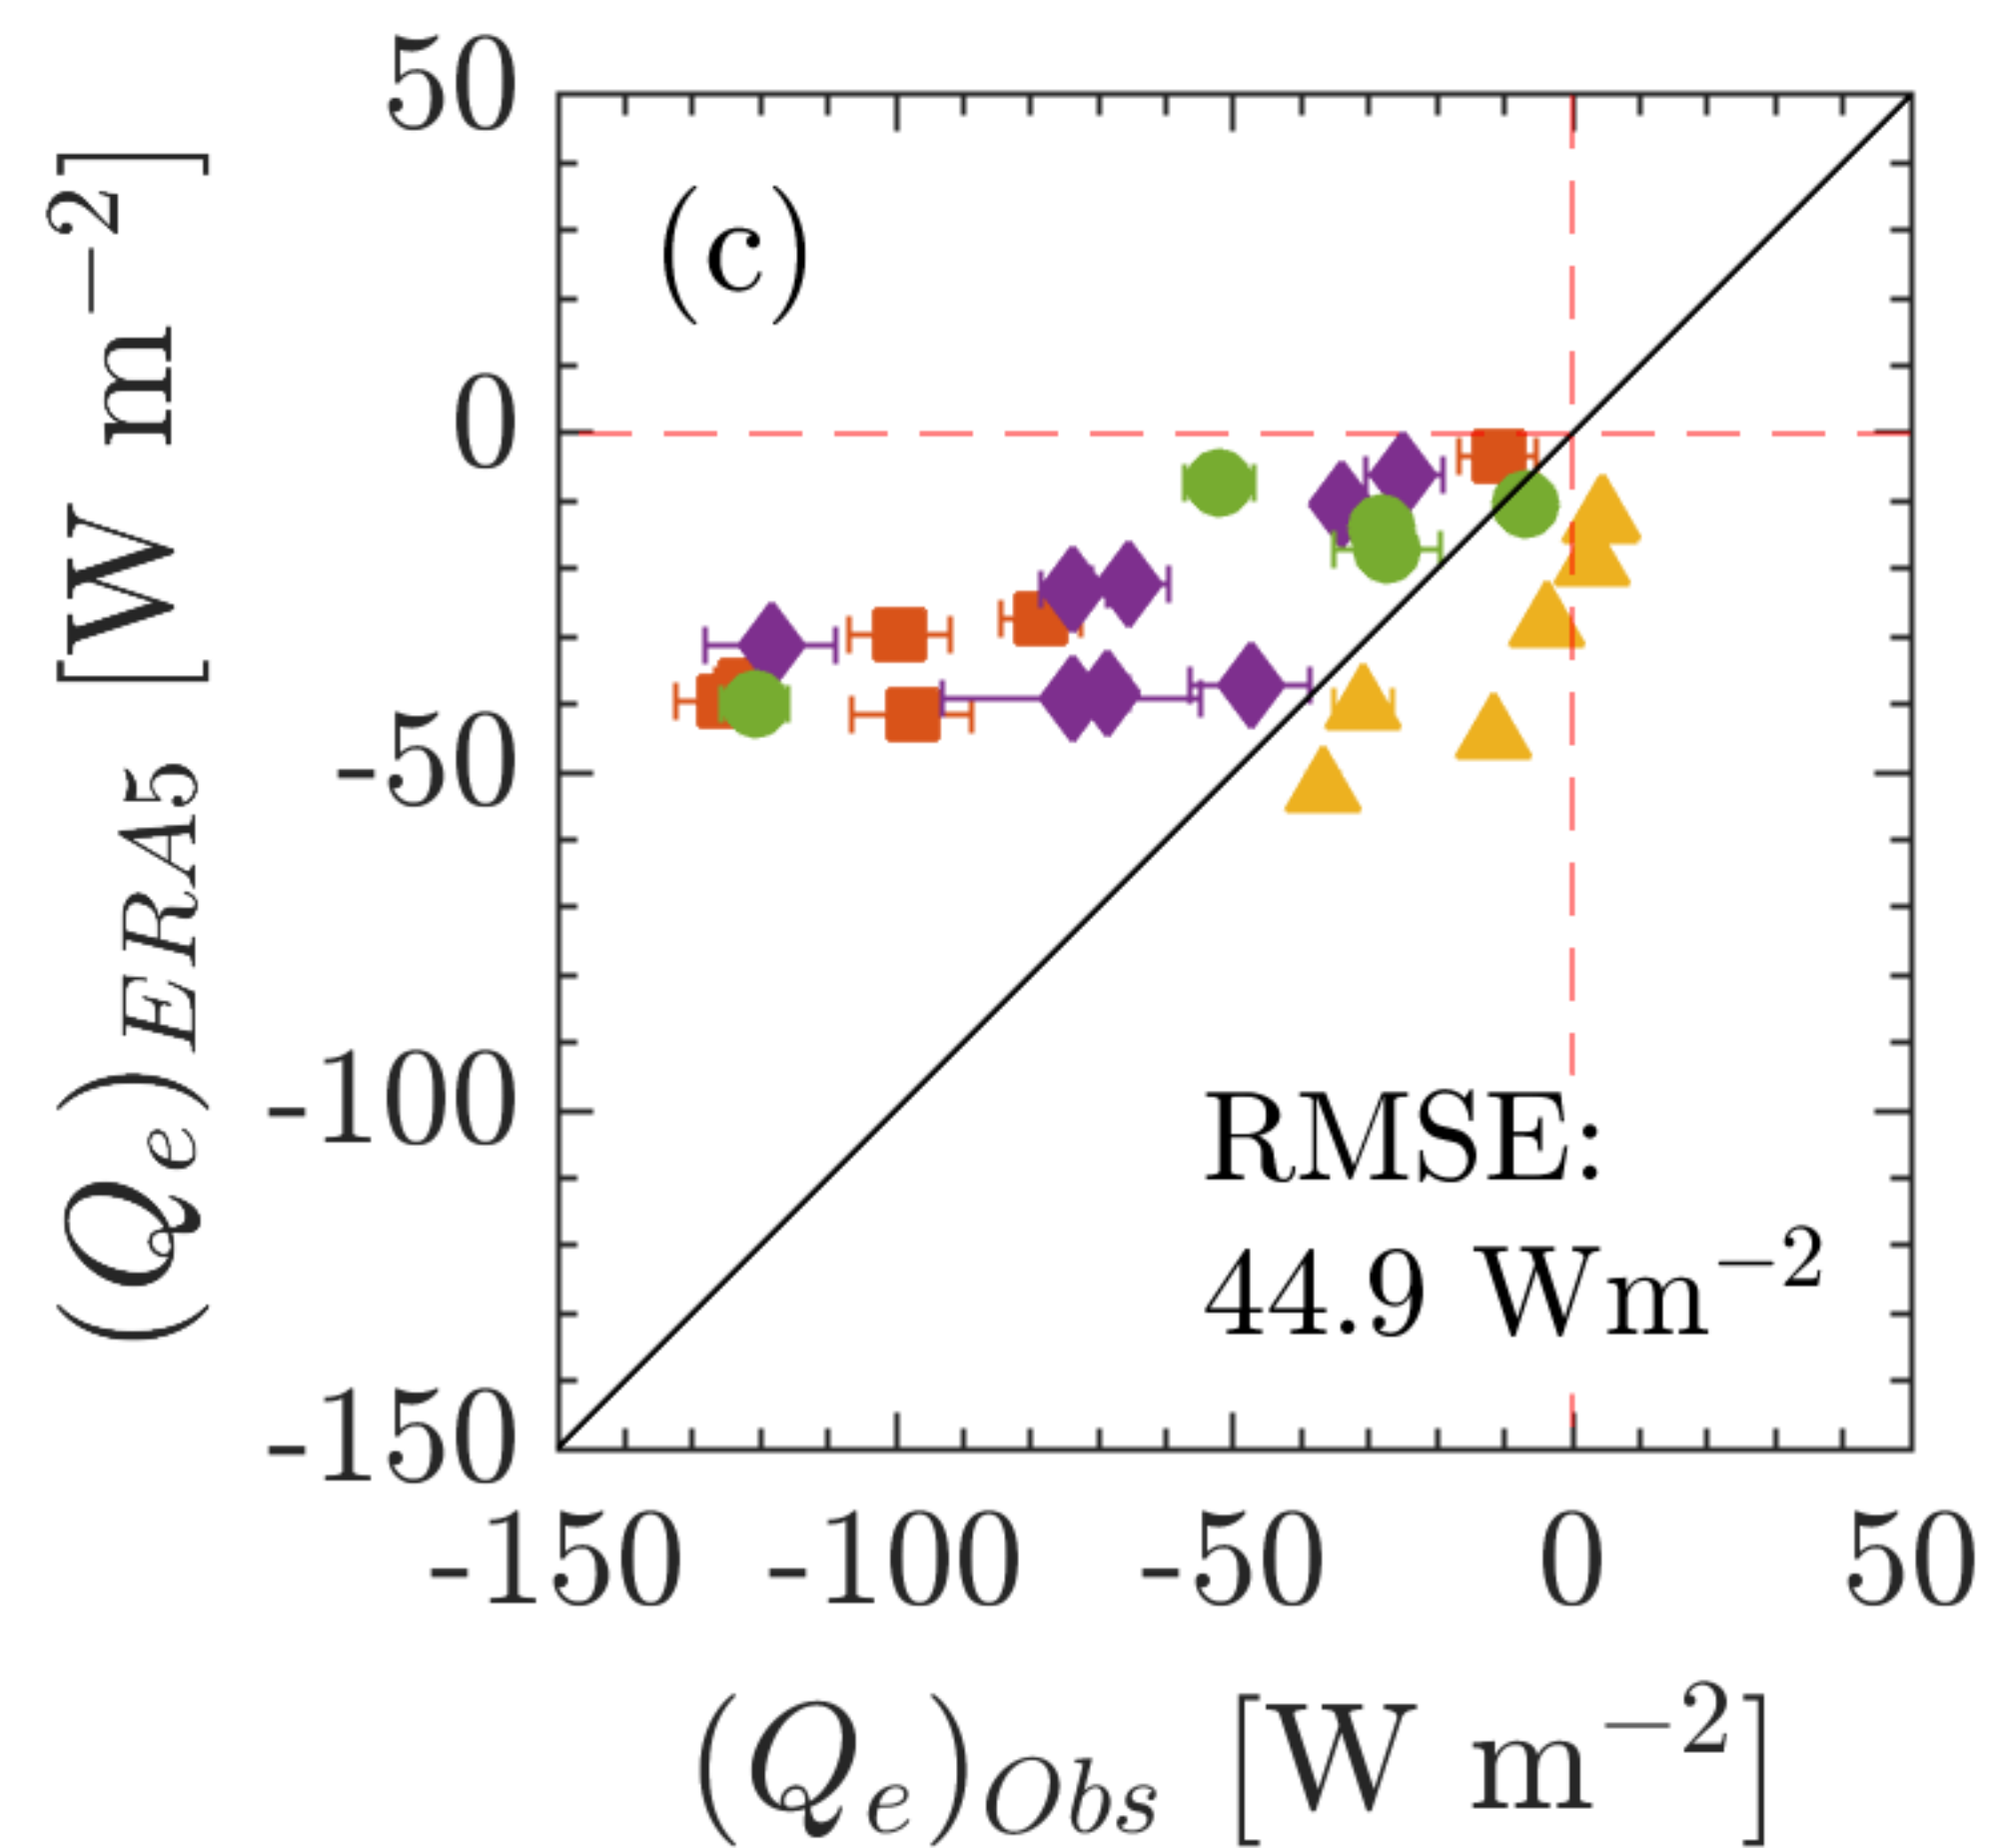 50
0
-50
-100
-150
(Qₑ)ERA5 [W m⁻²]
(c)
RMSE:
44.9 Wm⁻²
-150 -100 -50 0 50
(Qₑ)Obs [W m⁻²]